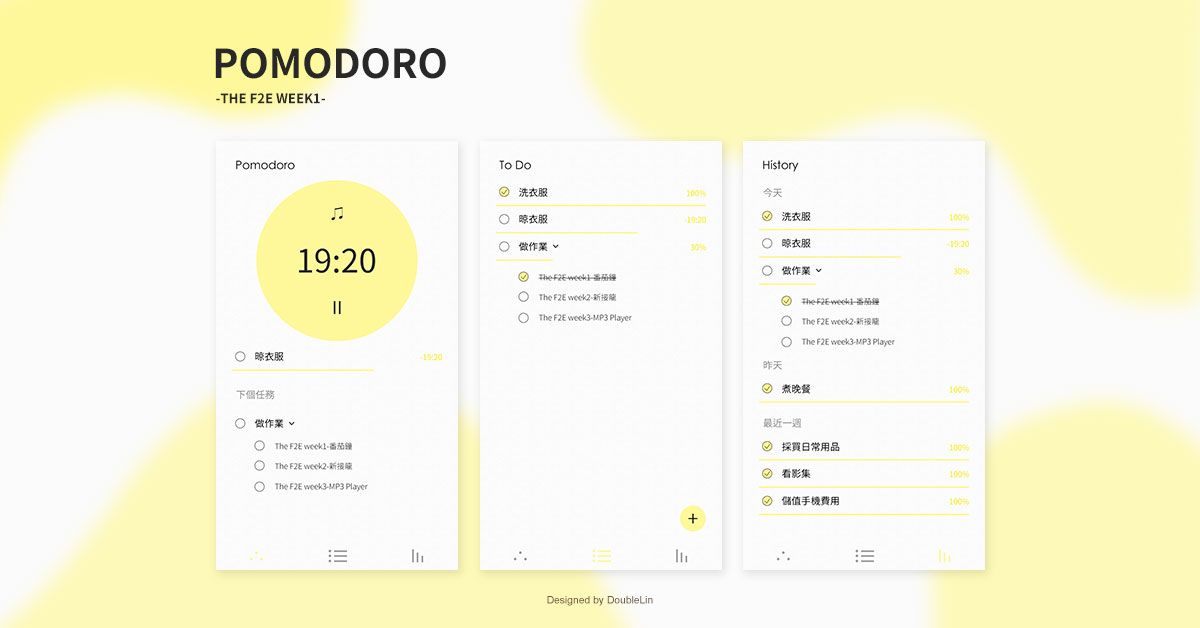 POMODORO
-THE F2E WEEK1-
Pomodoro
19:20
晾衣服 -19:20
下個任務
做作業
The F2E week1-番茄鐘
The F2E week2-新接龍
The F2E week3-MP3 Player
To Do
洗衣服 100%
晾衣服 -19:20
做作業 30%
The F2E week1-番茄鐘
The F2E week2-新接龍
The F2E week3-MP3 Player
History
今天
洗衣服 100%
晾衣服 -19:20
做作業 30%
The F2E week1-番茄鐘
The F2E week2-新接龍
The F2E week3-MP3 Player
昨天
煮晚餐 100%
最近一週
採買日常用品 100%
看影集 100%
儲值手機費用 100%
Designed by DoubleLin